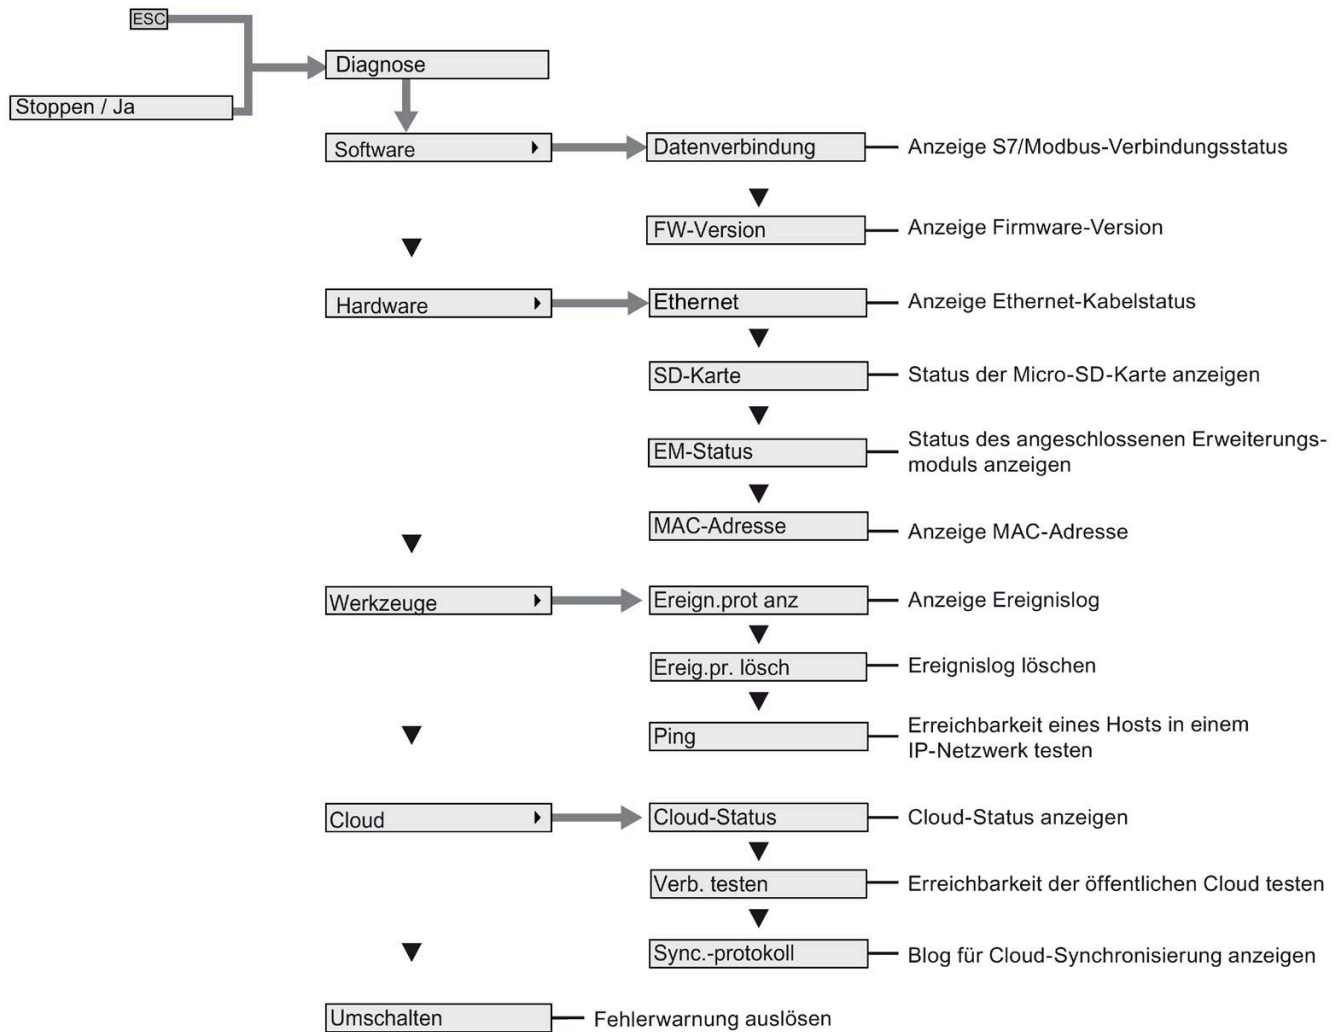 ESC
Diagnose
Stoppen / Ja
Software
Datenverbindung
Anzeige S7/Modbus-Verbindungsstatus
FW-Version
Anzeige Firmware-Version
Hardware
Ethernet
Anzeige Ethernet-Kabelstatus
SD-Karte
Status der Micro-SD-Karte anzeigen
EM-Status
Status des angeschlossenen Erweiterungs-
moduls anzeigen
MAC-Adresse
Anzeige MAC-Adresse
Werkzeuge
Ereign.prot anz
Anzeige Ereignislog
Ereig.pr. lösch
Ereignislog löschen
Ping
Erreichbarkeit eines Hosts in einem
IP-Netzwerk testen
Cloud
Cloud-Status
Cloud-Status anzeigen
Verb. testen
Erreichbarkeit der öffentlichen Cloud testen
Sync.-protokoll
Blog für Cloud-Synchronisierung anzeigen
Umschalten
Fehlerwarnung auslösen